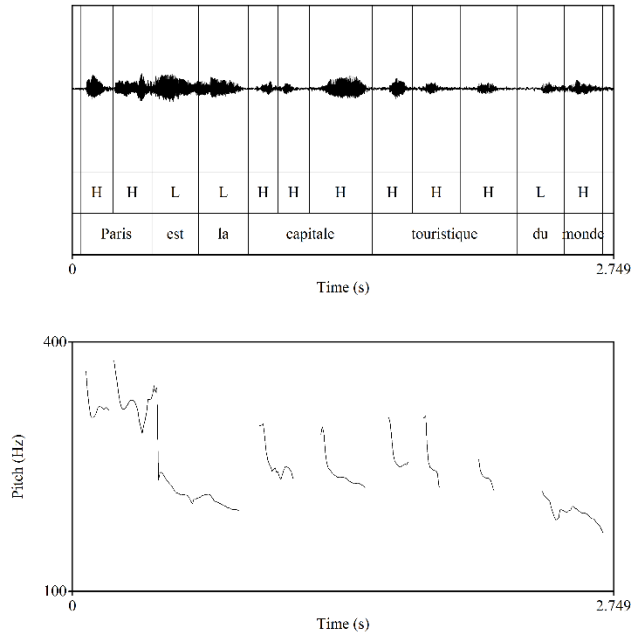 H H L L H H H H H H L H
Paris est la capitale touristique du monde
0 2.749
Time (s)
400
Pitch (Hz)
100
0 2.749
Time (s)